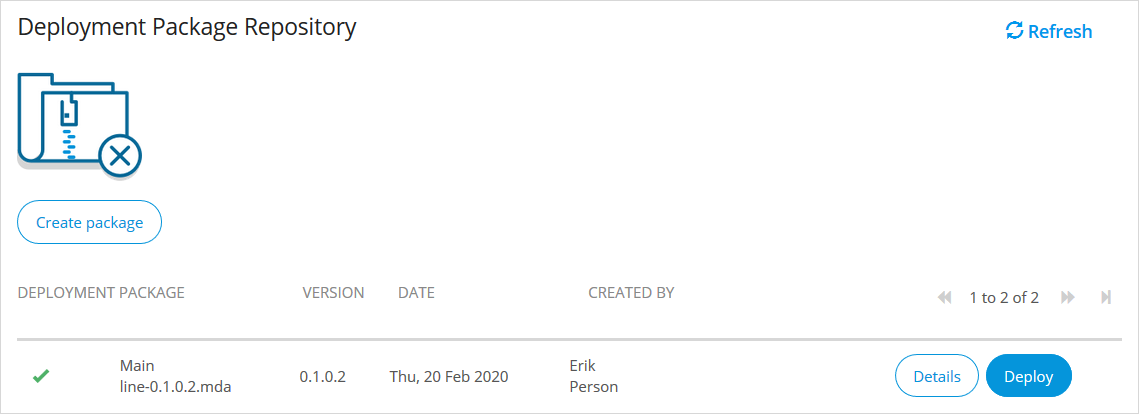 Deployment Package Repository
Refresh
Create package
DEPLOYMENT PACKAGE VERSION DATE CREATED BY 1 to 2 of 2
Main
line-0.1.0.2.mda
0.1.0.2
Thu, 20 Feb 2020
Erik
Person
Details
Deploy